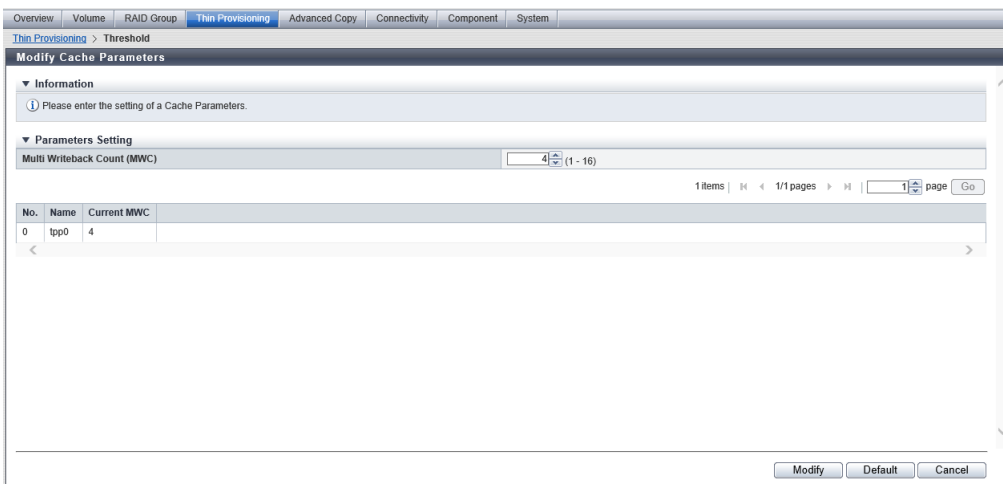 Overview Volume RAID Group Thin Provisioning Advanced Copy Connectivity Component System
Thin Provisioning > Threshold
Modify Cache Parameters
▼ Information
Please enter the setting of a Cache Parameters.
▼ Parameters Setting
Multi Writeback Count (MWC) 4 (1 - 16)
1 items | 1/1 pages | 1 page Go
No. Name Current MWC
0 tpp0 4
Modify Default Cancel